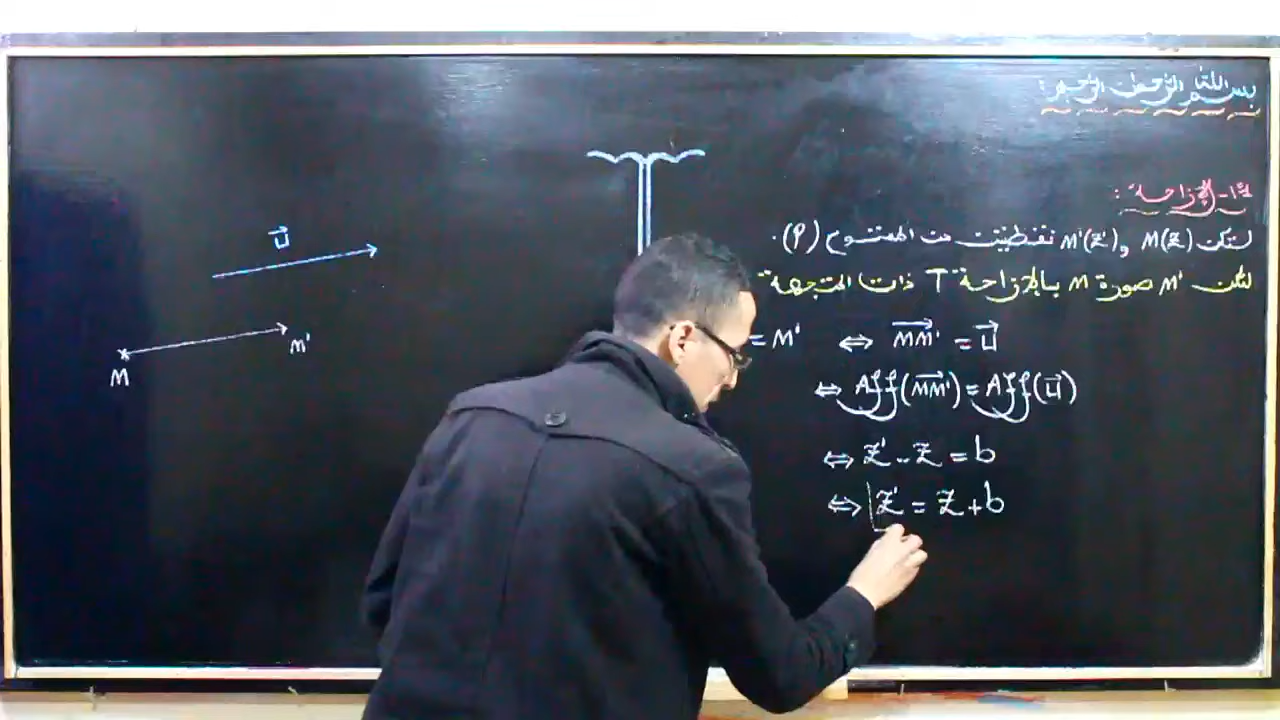 بسم الله الرحمن الرحيم:
1- الإزاحة:
لتكن M(z) و M'(z') نقطتين من المستوى (P).
لتكن M' صورة M بالإزاحة T ذات المتجهة
= M' ⇔ MM'⃗ = u⃗
⇔ Aff(MM'⃗) = Aff(u⃗)
⇔ z' - z = b
⇔ z' = z + b
u⃗
M'
M